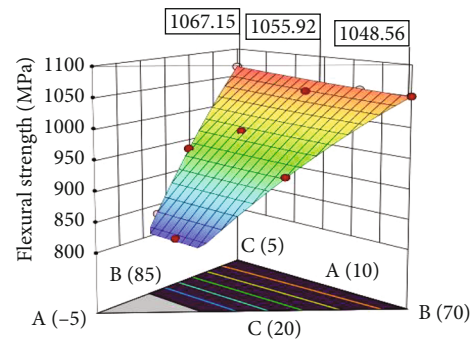 1067.15
1055.92
1048.56
Flexural strength (MPa)
1100
1050
1000
950
900
850
800
C (5)
B (85)
A (10)
A (–5)
B (70)
C (20)